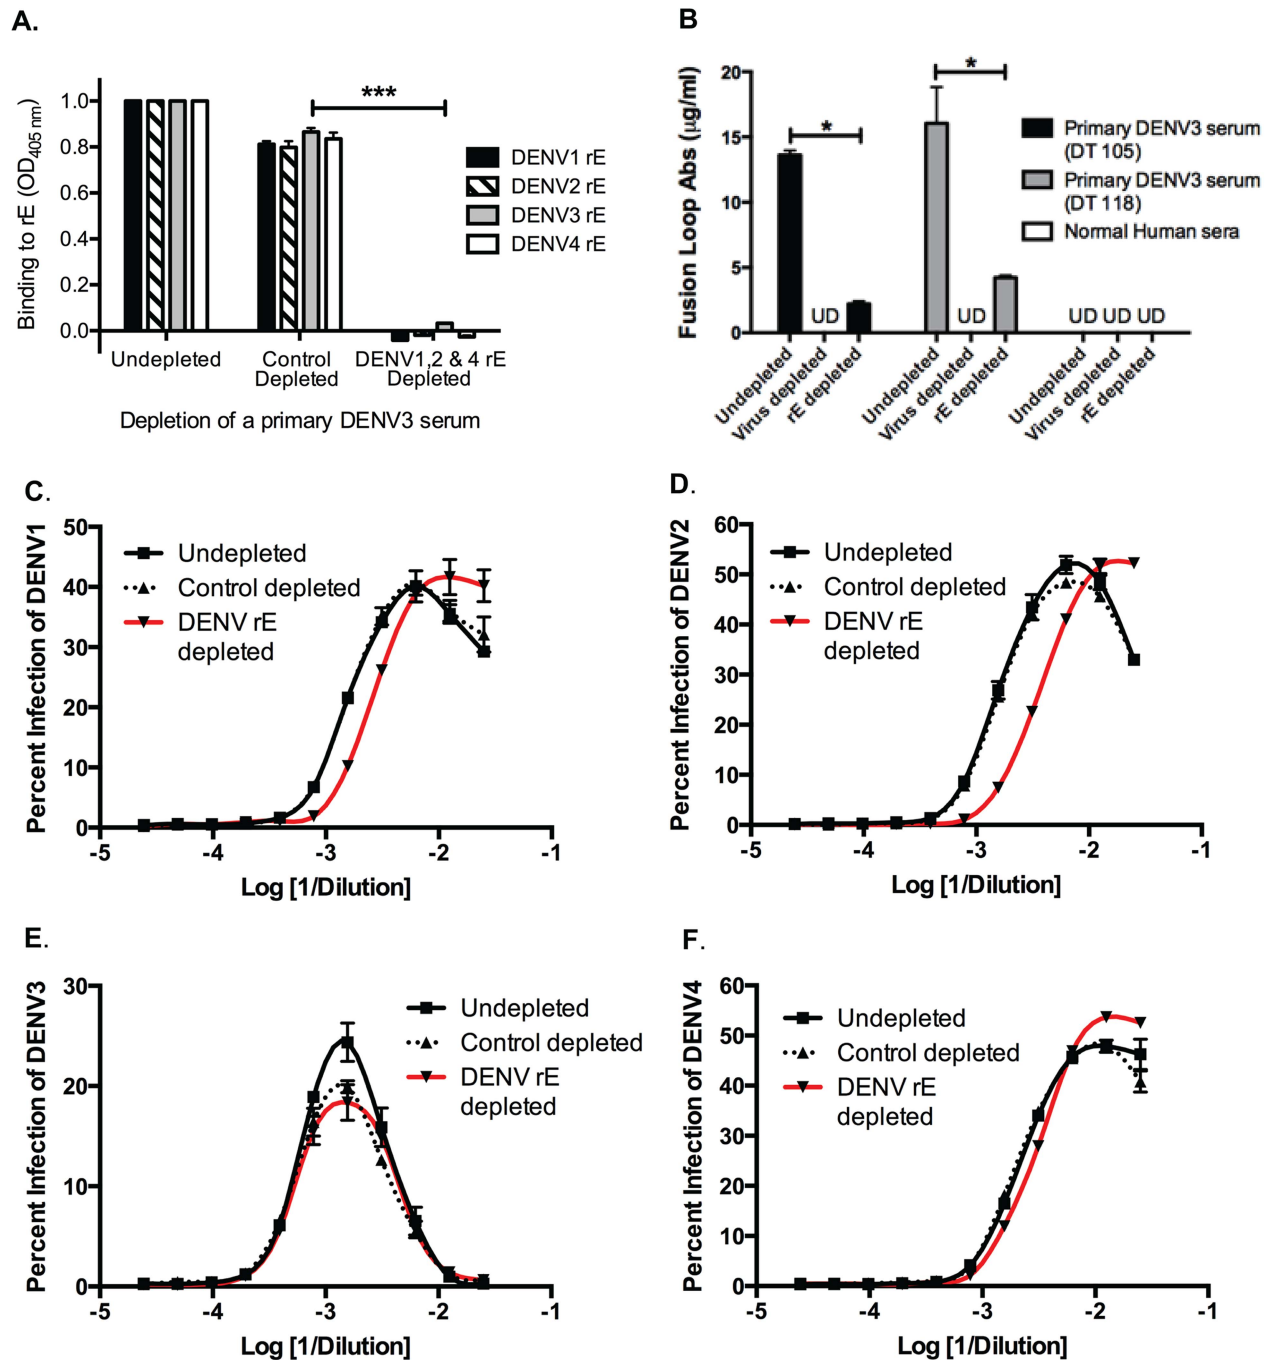 A.
Binding to rE (OD405 nm)
1.0
0.8
0.6
0.4
0.2
0.0
***
DENV1 rE
DENV2 rE
DENV3 rE
DENV4 rE
Undepleted
Control
Depleted
DENV1,2 & 4 rE
Depleted
Depletion of a primary DENV3 serum
B
Fusion Loop Abs (µg/ml)
20
15
10
5
0
*
*
UD
UD
UD UD UD
Primary DENV3 serum
(DT 105)
Primary DENV3 serum
(DT 118)
Normal Human sera
Undepleted
Virus depleted
rE depleted
Undepleted
Virus depleted
rE depleted
Undepleted
Virus depleted
rE depleted
C.
Percent Infection of DENV1
50
40
30
20
10
0
Undepleted
Control depleted
DENV rE
depleted
-5 -4 -3 -2 -1
Log [1/Dilution]
D.
Percent Infection of DENV2
60
50
40
30
20
10
0
Undepleted
Control depleted
DENV rE
depleted
-5 -4 -3 -2 -1
Log [1/Dilution]
E.
Percent Infection of DENV3
30
20
10
0
Undepleted
Control depleted
DENV rE
depleted
-5 -4 -3 -2 -1
Log [1/Dilution]
F.
Percent Infection of DENV4
60
50
40
30
20
10
0
Undepleted
Control depleted
DENV rE
depleted
-5 -4 -3 -2 -1
Log [1/Dilution]